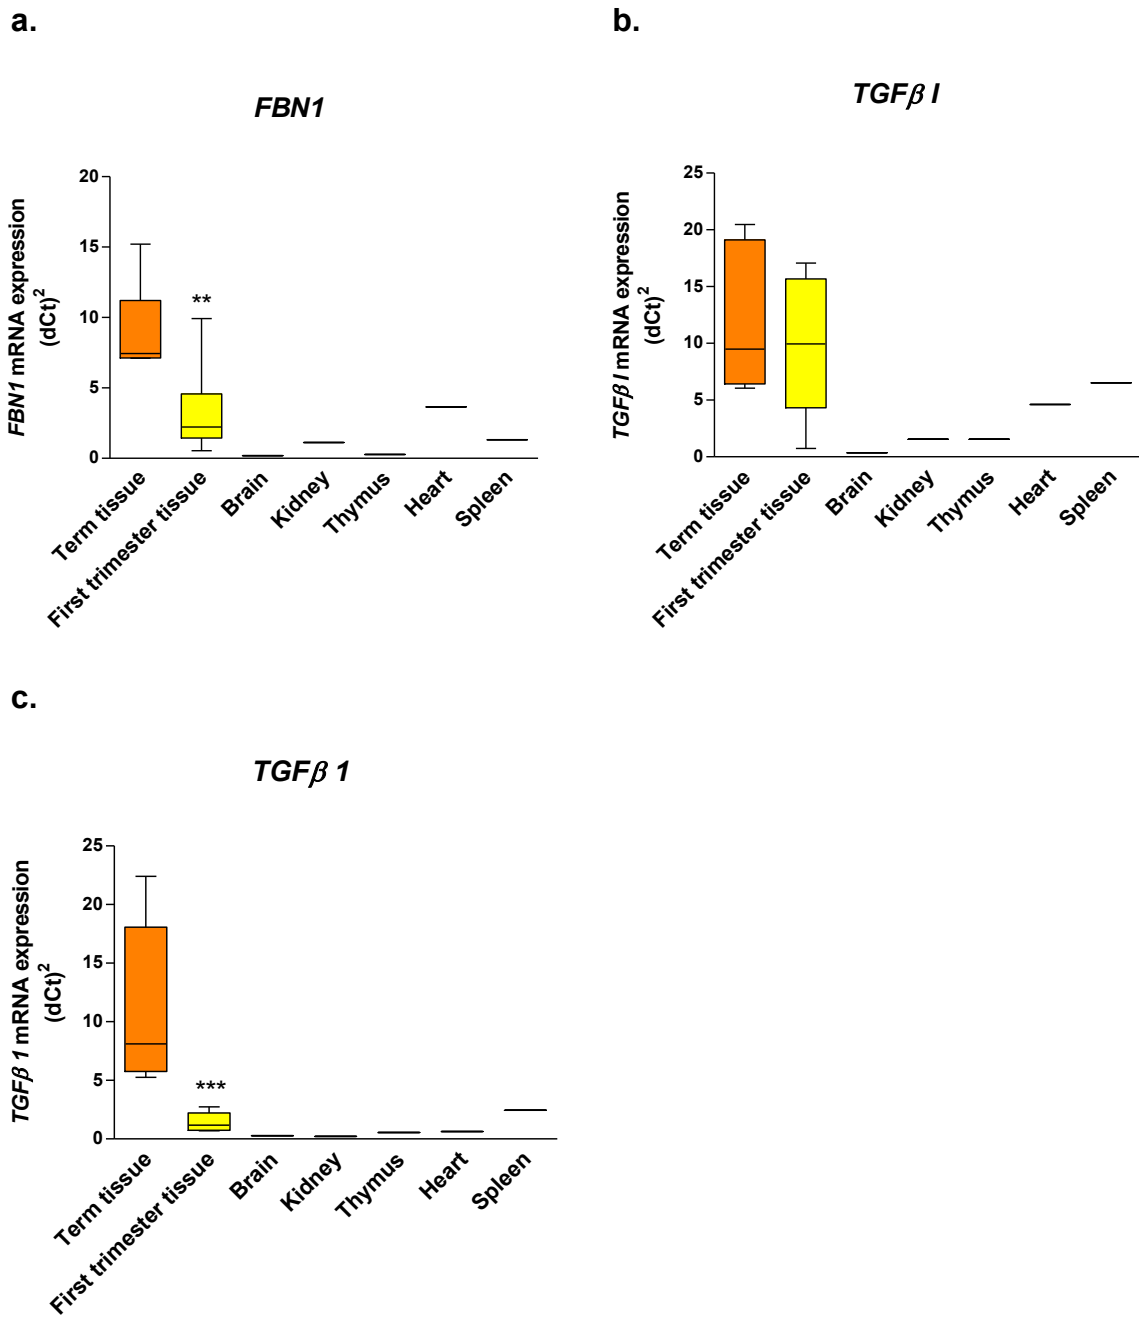 a.
FBN1
FBN1 mRNA expression
(dCt)2
20
15
10
5
0
**
Term tissue
First trimester tissue
Brain
Kidney
Thymus
Heart
Spleen
b.
TGFβ I
TGFβ I mRNA expression
(dCt)2
25
20
15
10
5
0
Term tissue
First trimester tissue
Brain
Kidney
Thymus
Heart
Spleen
c.
TGFβ 1
TGFβ 1 mRNA expression
(dCt)2
25
20
15
10
5
0
***
Term tissue
First trimester tissue
Brain
Kidney
Thymus
Heart
Spleen